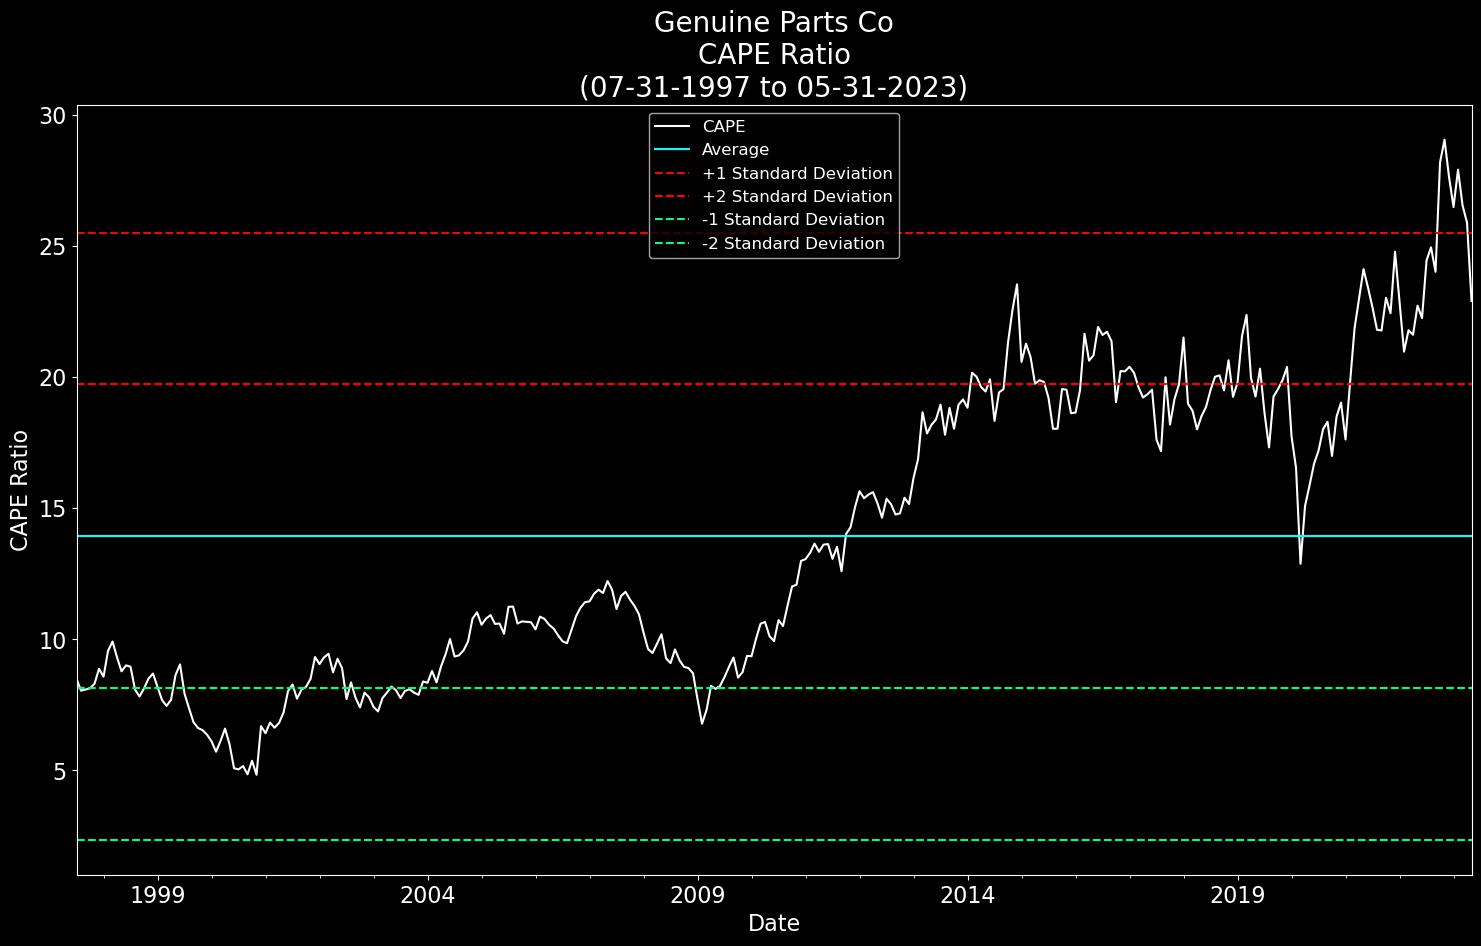 Genuine Parts Co
CAPE Ratio
(07-31-1997 to 05-31-2023)
CAPE
Average
+1 Standard Deviation
+2 Standard Deviation
-1 Standard Deviation
-2 Standard Deviation
30
25
20
15
10
5
CAPE Ratio
1999 2004 2009 2014 2019
Date